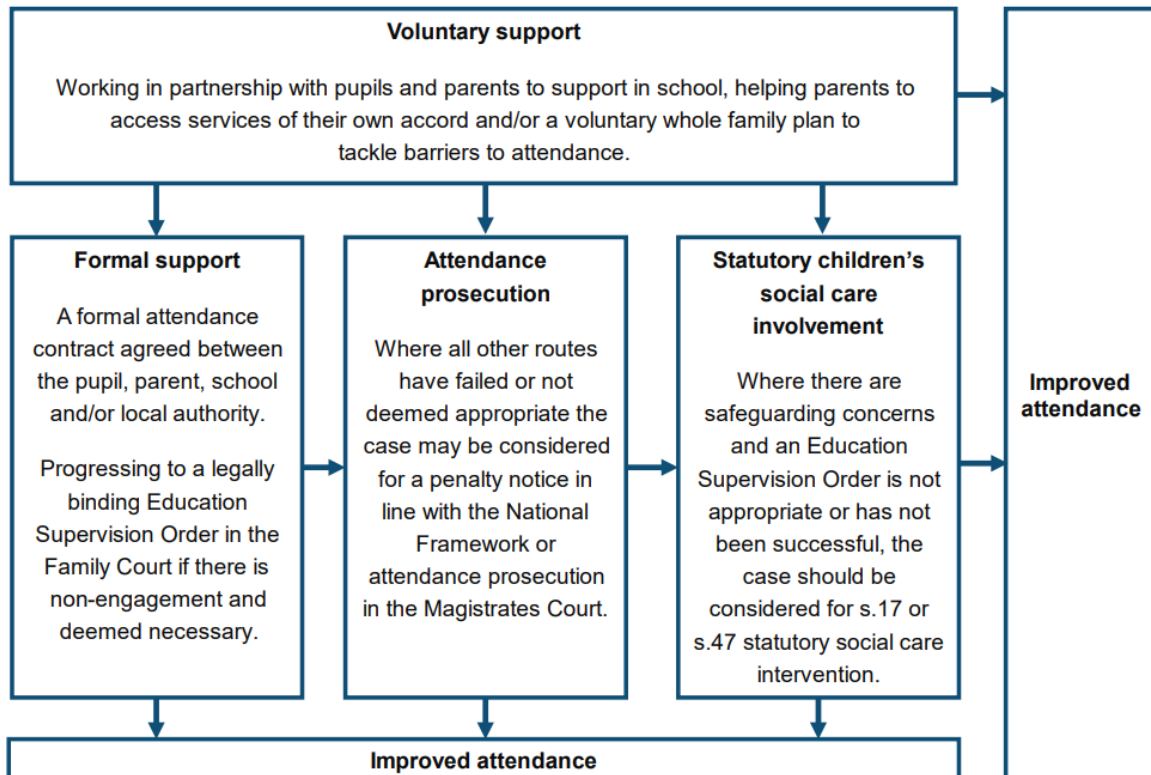 Voluntary support
Working in partnership with pupils and parents to support in school, helping parents to
access services of their own accord and/or a voluntary whole family plan to
tackle barriers to attendance.
Formal support
A formal attendance
contract agreed between
the pupil, parent, school
and/or local authority.
Progressing to a legally
binding Education
Supervision Order in the
Family Court if there is
non-engagement and
deemed necessary.
Attendance
prosecution
Where all other routes
have failed or not
deemed appropriate the
case may be considered
for a penalty notice in
line with the National
Framework or
attendance prosecution
in the Magistrates Court.
Statutory children’s
social care
involvement
Where there are
safeguarding concerns
and an Education
Supervision Order is not
appropriate or has not
been successful, the
case should be
considered for s.17 or
s.47 statutory social care
intervention.
Improved
attendance
Improved attendance